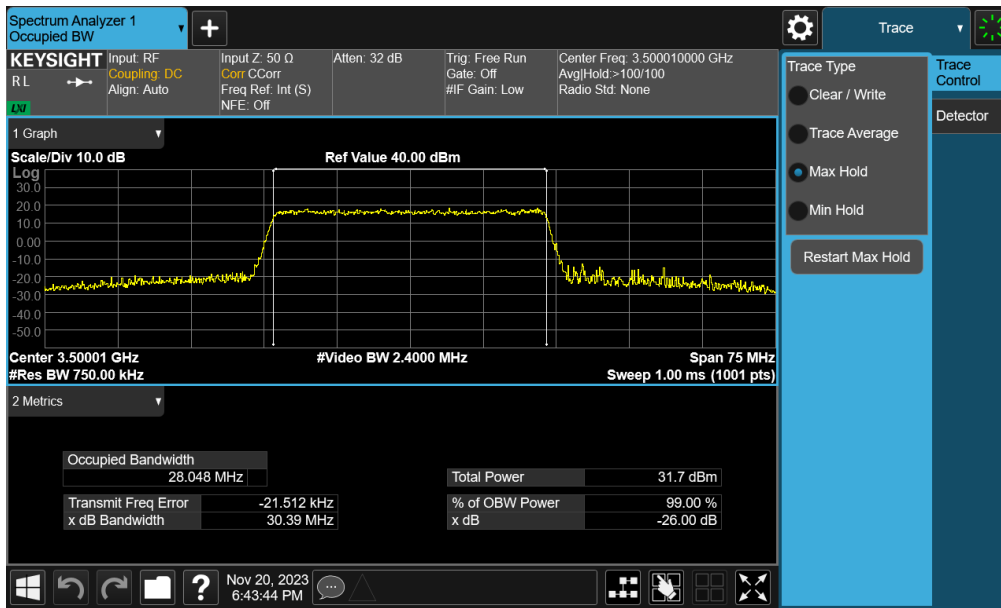 Spectrum Analyzer 1
Occupied BW
Trace
KEYSIGHT
R L
LXI
Input: RF
Coupling: DC
Align: Auto
Input Z: 50 Ω
Corr CCorr
Freq Ref: Int (S)
NFE: Off
Atten: 32 dB
Trig: Free Run
Gate: Off
#IF Gain: Low
Center Freq: 3.500010000 GHz
Avg|Hold:>100/100
Radio Std: None
Trace Type
Clear / Write
Trace Average
Max Hold
Min Hold
Restart Max Hold
Trace
Control
Detector
1 Graph
Scale/Div 10.0 dB
Ref Value 40.00 dBm
Log
30.0
20.0
10.0
0.00
-10.0
-20.0
-30.0
-40.0
-50.0
Center 3.50001 GHz
#Video BW 2.4000 MHz
Span 75 MHz
#Res BW 750.00 kHz
Sweep 1.00 ms (1001 pts)
2 Metrics
Occupied Bandwidth
28.048 MHz
Total Power 31.7 dBm
Transmit Freq Error -21.512 kHz
% of OBW Power 99.00 %
x dB Bandwidth 30.39 MHz
x dB -26.00 dB
?
Nov 20, 2023
6:43:44 PM